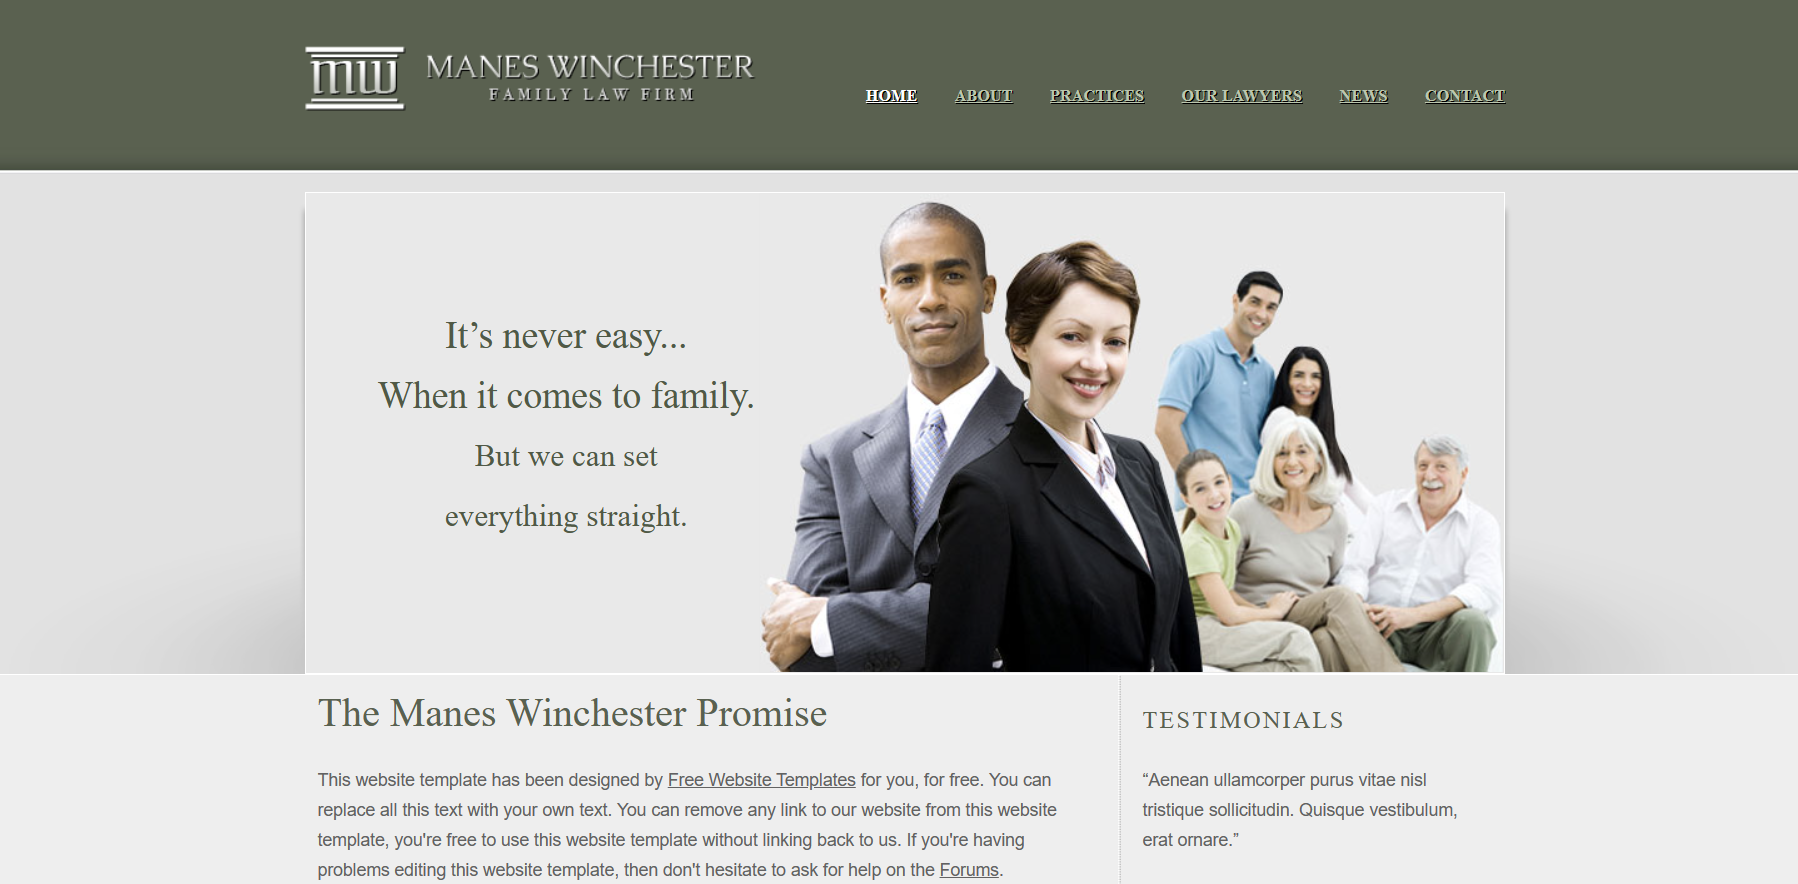 MW MANES WINCHESTER
FAMILY LAW FIRM
HOME ABOUT PRACTICES OUR LAWYERS NEWS CONTACT
It’s never easy...
When it comes to family.
But we can set
everything straight.
The Manes Winchester Promise
This website template has been designed by Free Website Templates for you, for free. You can
replace all this text with your own text. You can remove any link to our website from this website
template, you're free to use this website template without linking back to us. If you're having
problems editing this website template, then don't hesitate to ask for help on the Forums.
TESTIMONIALS
“Aenean ullamcorper purus vitae nisl
tristique sollicitudin. Quisque vestibulum,
erat ornare.”